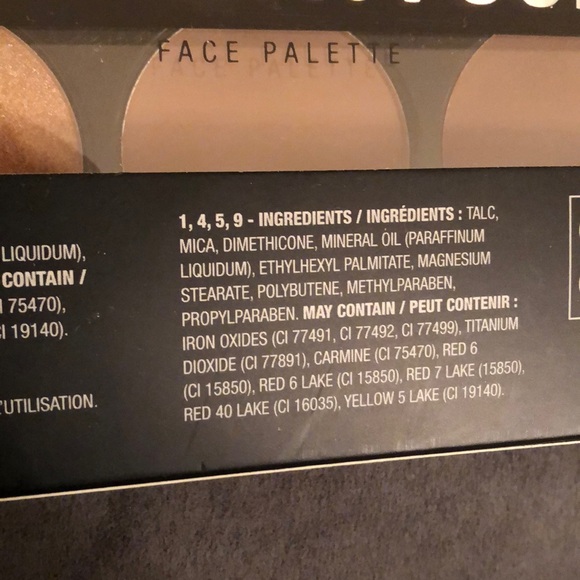 FACE PALETTE
LIQUIDUM),
CONTAIN /
75470),
19140).
L'UTILISATION.
1, 4, 5, 9 - INGREDIENTS / INGRÉDIENTS : TALC,
MICA, DIMETHICONE, MINERAL OIL (PARAFFINUM
LIQUIDUM), ETHYLHEXYL PALMITATE, MAGNESIUM
STEARATE, POLYBUTENE, METHYLPARABEN,
PROPYLPARABEN. MAY CONTAIN / PEUT CONTENIR :
IRON OXIDES (CI 77491, CI 77492, CI 77499), TITANIUM
DIOXIDE (CI 77891), CARMINE (CI 75470), RED 6
(CI 15850), RED 6 LAKE (CI 15850), RED 7 LAKE (15850),
RED 40 LAKE (CI 16035), YELLOW 5 LAKE (CI 19140).